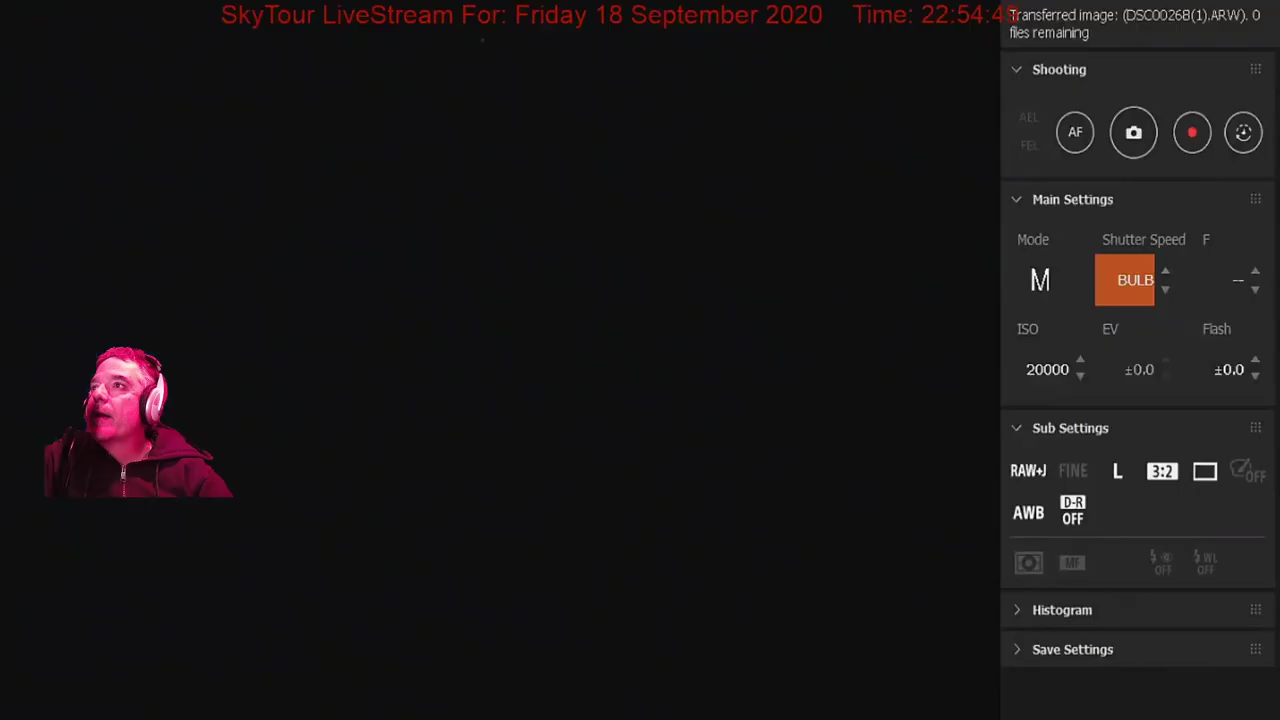 SkyTour LiveStream For: Friday 18 September 2020 Time: 22:54:4
Transferred image: (DSC00268(1).ARW). 0
files remaining
Shooting
AEL
FEL
AF
Main Settings
Mode Shutter Speed F
M BULB --
ISO EV Flash
20000 ±0.0 ±0.0
Sub Settings
RAW+J FINE L 3:2 OFF
AWB D-R OFF
MF OFF WL OFF
Histogram
Save Settings